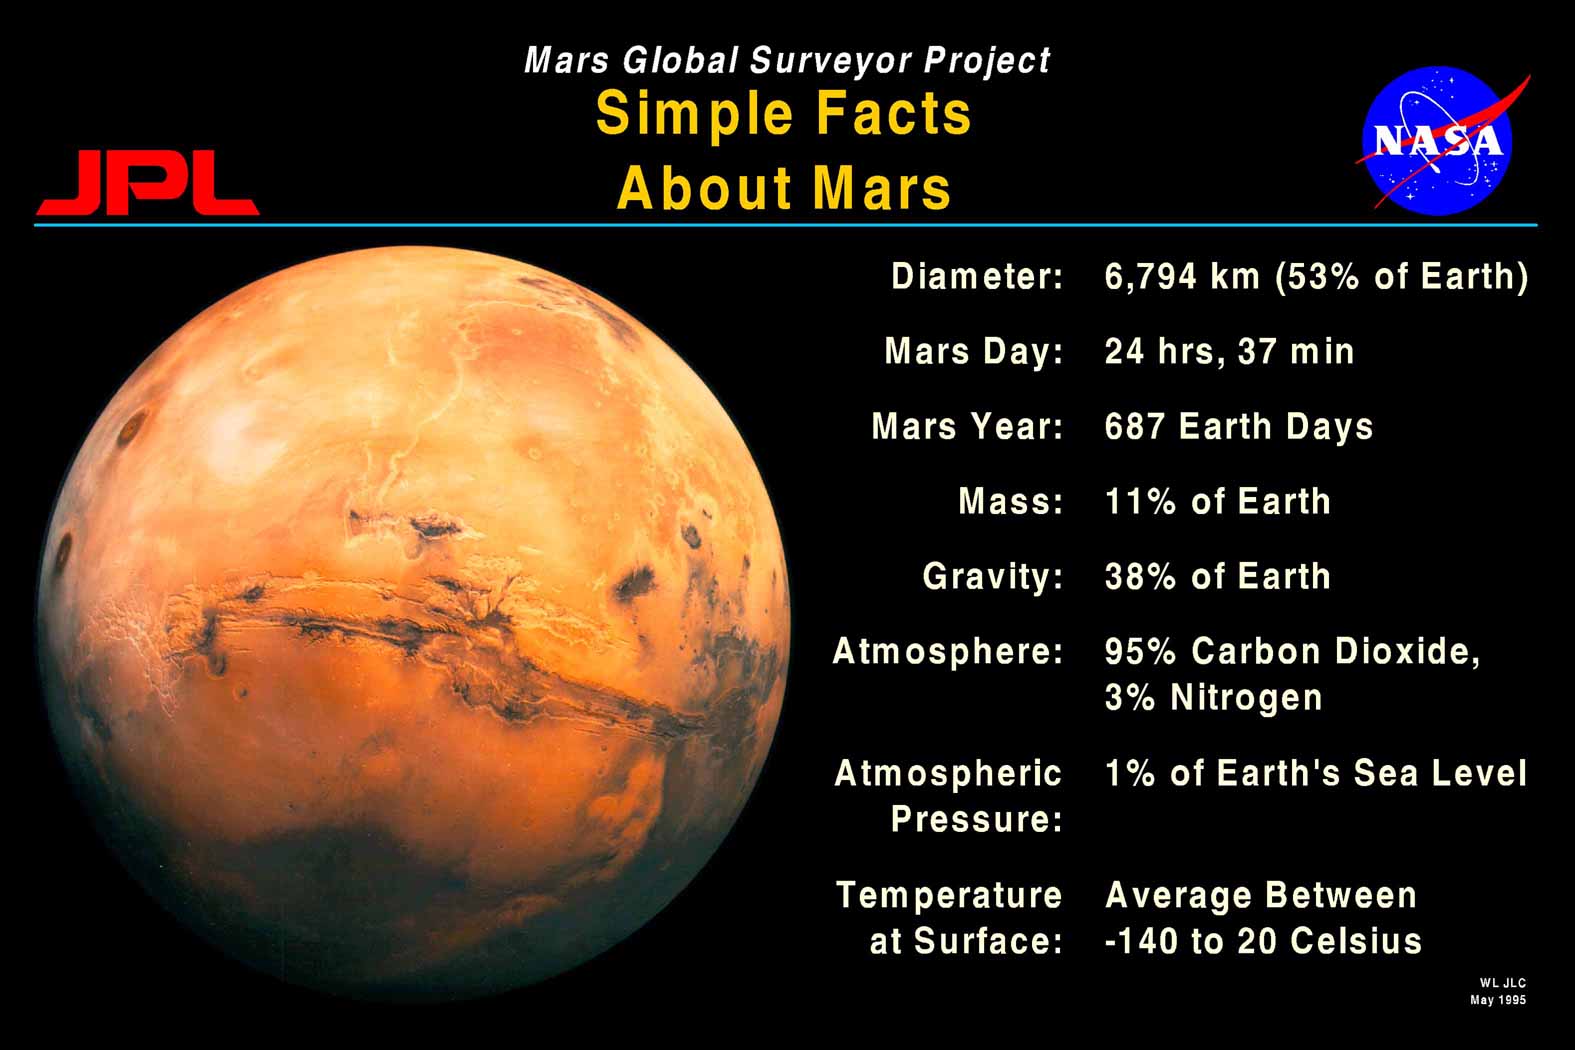 Mars Global Surveyor Project
Simple Facts
About Mars
JPL
NASA
Diameter: 6,794 km (53% of Earth)
Mars Day: 24 hrs, 37 min
Mars Year: 687 Earth Days
Mass: 11% of Earth
Gravity: 38% of Earth
Atmosphere: 95% Carbon Dioxide,
3% Nitrogen
Atmospheric 1% of Earth's Sea Level
Pressure:
Temperature Average Between
at Surface: -140 to 20 Celsius
WL JLC
May 1995